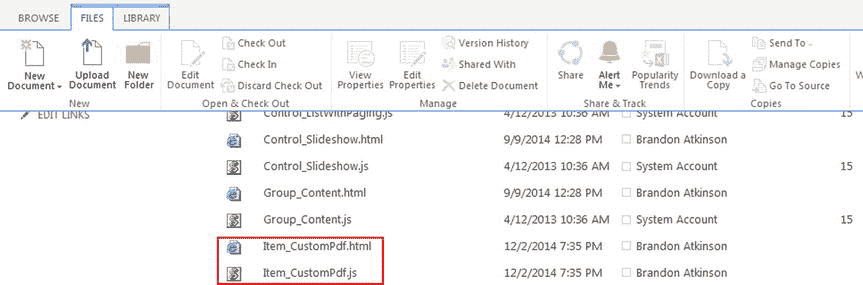 BROWSE FILES LIBRARY
New Document
Upload Document
New Folder
New
Edit Document
Check Out
Check In
Discard Check Out
Open & Check Out
View Properties
Edit Properties
Version History
Shared With
Delete Document
Manage
Share
Alert Me
Popularity Trends
Share & Track
Download a Copy
Send To
Manage Copies
Go To Source
Copies
W
EDIT LINKS
Control_ListWithPaging.js 4/12/2013 10:36 AM System Account 15
Control_Slideshow.html 9/9/2014 12:28 PM Brandon Atkinson
Control_Slideshow.js 4/12/2013 10:36 AM System Account 15
Group_Content.html 9/9/2014 12:28 PM Brandon Atkinson
Group_Content.js 4/12/2013 10:36 AM System Account 15
Item_CustomPdf.html 12/2/2014 7:35 PM Brandon Atkinson
Item_CustomPdf.js 12/2/2014 7:35 PM Brandon Atkinson